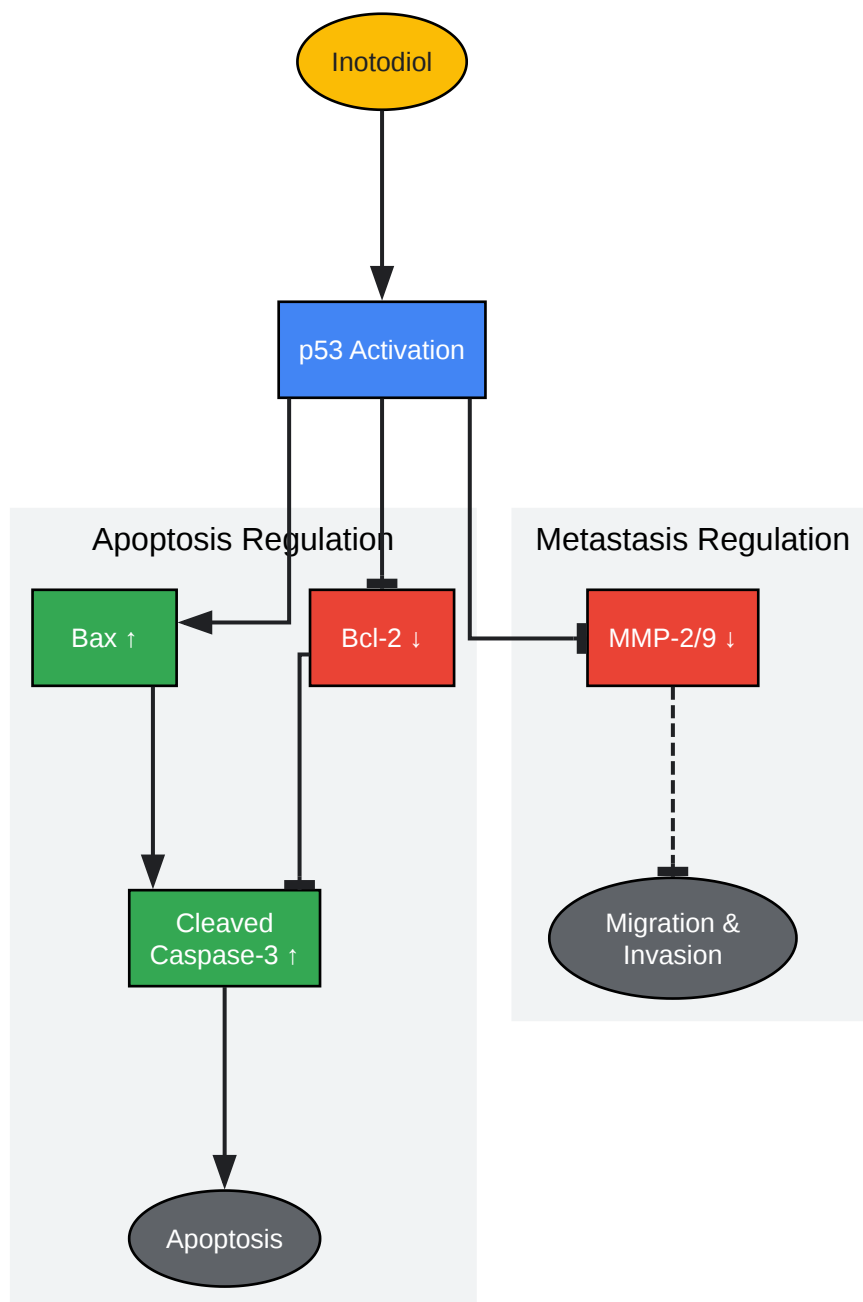 Inotodiol
p53 Activation
Apoptosis Regulation
Metastasis Regulation
Bax ↑
Bcl-2 ↓
MMP-2/9 ↓
Cleaved
Caspase-3 ↑
Migration &
Invasion
Apoptosis